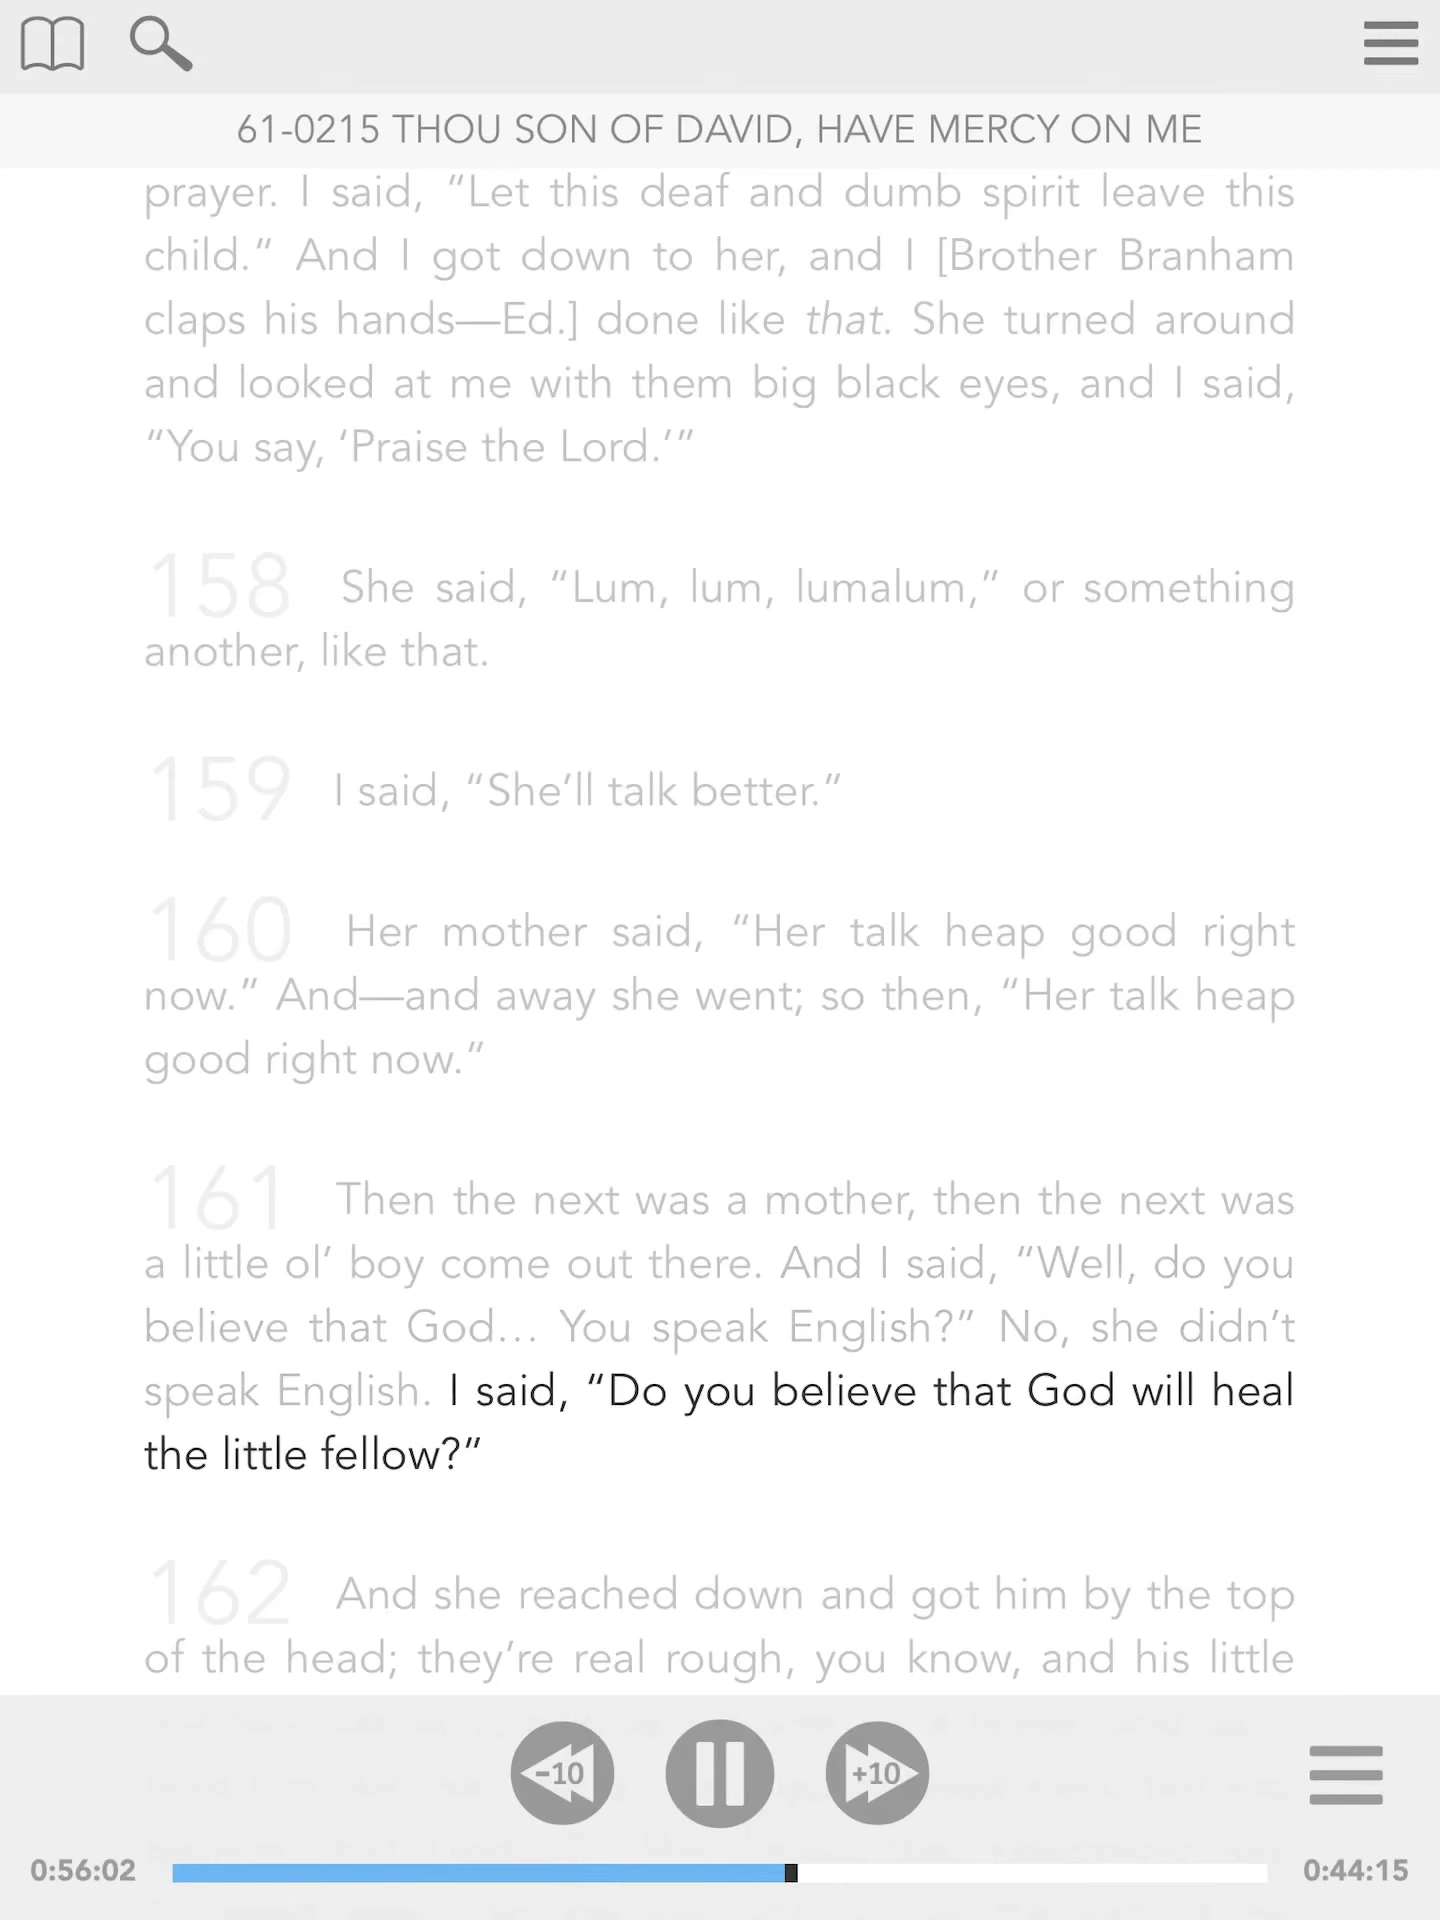 61-0215 THOU SON OF DAVID, HAVE MERCY ON ME
prayer. I said, “Let this deaf and dumb spirit leave this
child.” And I got down to her, and I [Brother Branham
claps his hands—Ed.] done like that. She turned around
and looked at me with them big black eyes, and I said,
“You say, ‘Praise the Lord.’”
158 She said, “Lum, lum, lumalum,” or something
another, like that.
159 I said, “She’ll talk better.”
160 Her mother said, “Her talk heap good right
now.” And—and away she went; so then, “Her talk heap
good right now.”
161 Then the next was a mother, then the next was
a little ol’ boy come out there. And I said, “Well, do you
believe that God... You speak English?” No, she didn’t
speak English. I said, “Do you believe that God will heal
the little fellow?”
162 And she reached down and got him by the top
of the head; they’re real rough, you know, and his little
-10 +10
0:56:02 0:44:15